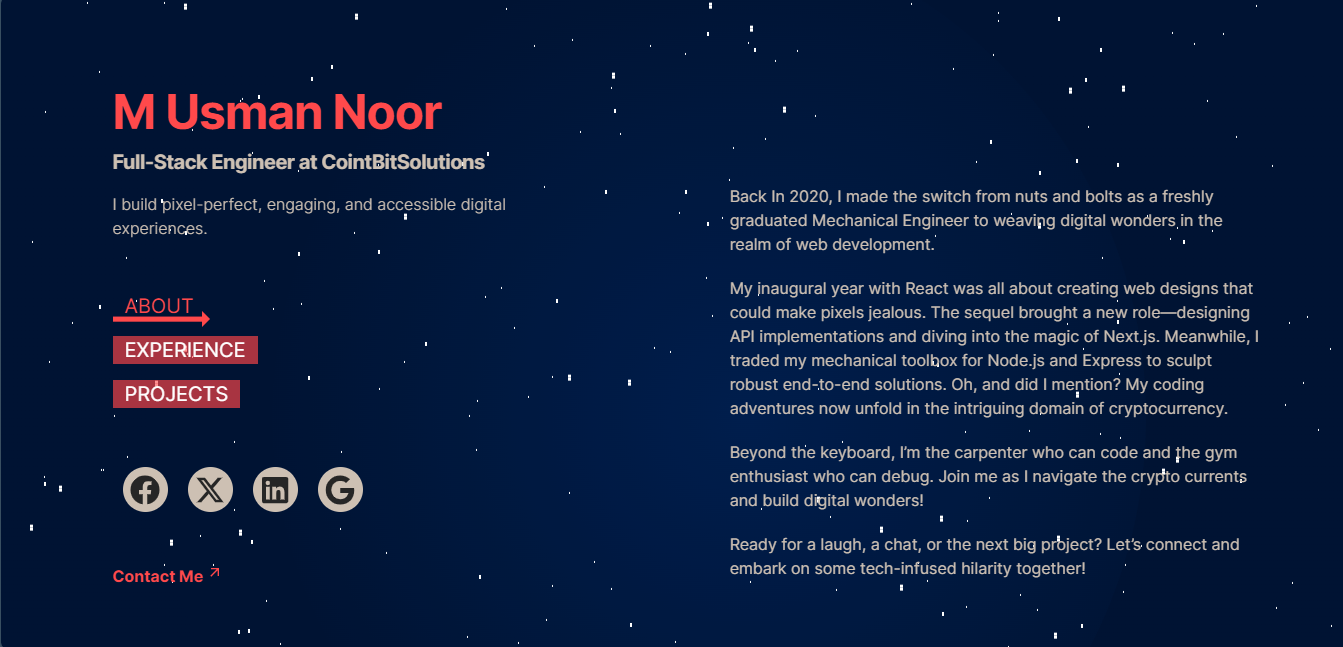 M Usman Noor
Full-Stack Engineer at CointBitSolutions
I build pixel-perfect, engaging, and accessible digital
experiences.
ABOUT
EXPERIENCE
PROJECTS
Contact Me
Back In 2020, I made the switch from nuts and bolts as a freshly
graduated Mechanical Engineer to weaving digital wonders in the
realm of web development.
My inaugural year with React was all about creating web designs that
could make pixels jealous. The sequel brought a new role—designing
API implementations and diving into the magic of Next.js. Meanwhile, I
traded my mechanical toolbox for Node.js and Express to sculpt
robust end-to-end solutions. Oh, and did I mention? My coding
adventures now unfold in the intriguing domain of cryptocurrency.
Beyond the keyboard, I’m the carpenter who can code and the gym
enthusiast who can debug. Join me as I navigate the crypto currents
and build digital wonders!
Ready for a laugh, a chat, or the next big project? Let’s connect and
embark on some tech-infused hilarity together!